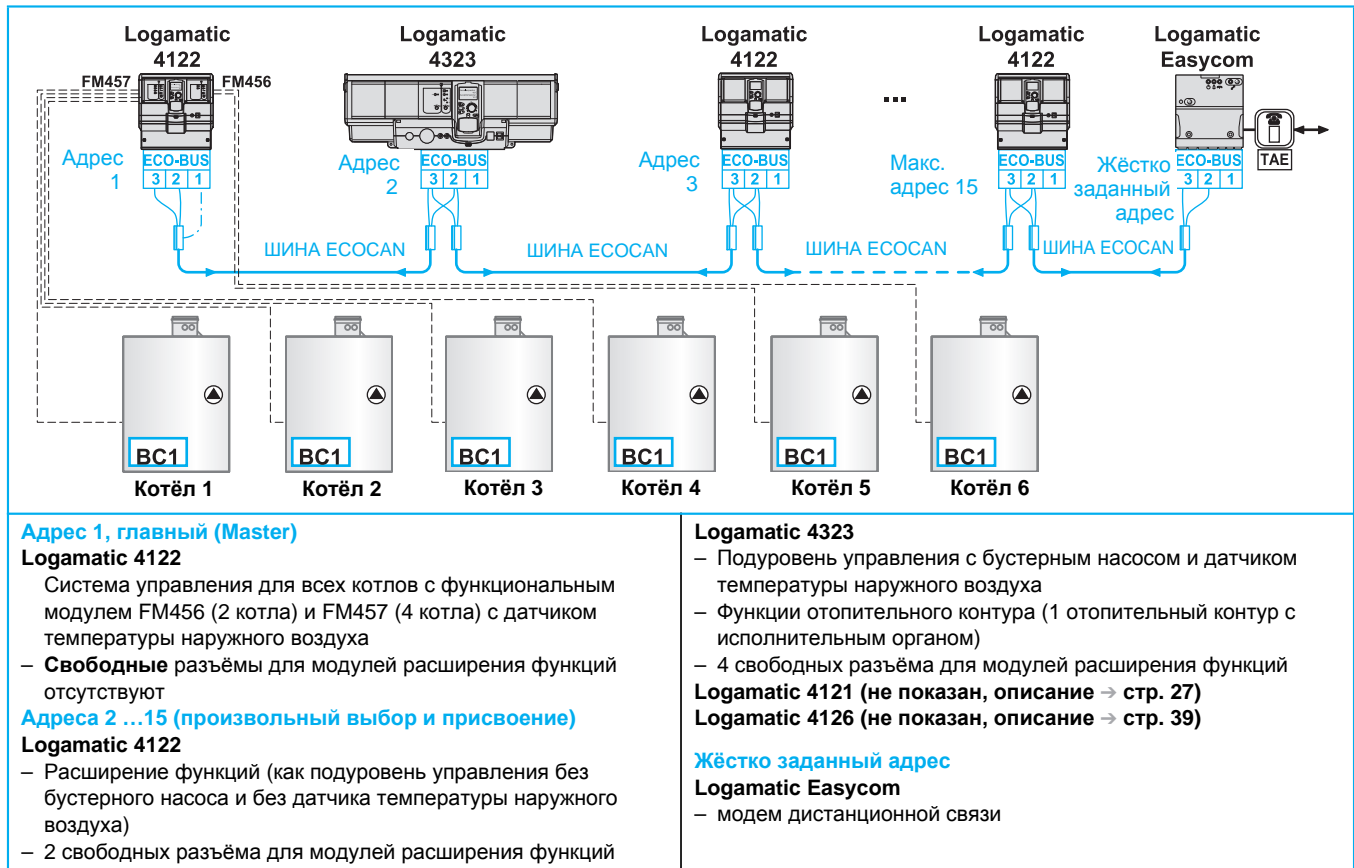 Logamatic
4122
Logamatic
4323
Logamatic
4122
Logamatic
4122
Logamatic
Easycom
FM457
FM456
...
Адрес
1
ECO-BUS
3 2 1
Адрес
2
ECO-BUS
3 2 1
Адрес
3
ECO-BUS
3 2 1
Макс.
адрес 15
ECO-BUS
3 2 1
Жёстко
заданный
адрес
ECO-BUS
3 2 1
TAE
ШИНА ECOCAN
ШИНА ECOCAN
ШИНА ECOCAN
ШИНА ECOCAN
BC1
BC1
BC1
BC1
BC1
BC1
Котёл 1
Котёл 2
Котёл 3
Котёл 4
Котёл 5
Котёл 6
Адрес 1, главный (Master)
Logamatic 4122
Система управления для всех котлов с функциональным
модулем FM456 (2 котла) и FM457 (4 котла) с датчиком
температуры наружного воздуха
– Свободные разъёмы для модулей расширения функций
отсутствуют
Адреса 2 …15 (произвольный выбор и присвоение)
Logamatic 4122
– Расширение функций (как подуровень управления без
бустерного насоса и без датчика температуры наружного
воздуха)
– 2 свободных разъёма для модулей расширения функций
Logamatic 4323
– Подуровень управления с бустерным насосом и датчиком
температуры наружного воздуха
– Функции отопительного контура (1 отопительный контур с
исполнительным органом)
– 4 свободных разъёма для модулей расширения функций
Logamatic 4121 (не показан, описание → стр. 27)
Logamatic 4126 (не показан, описание → стр. 39)
Жёстко заданный адрес
Logamatic Easycom
– модем дистанционной связи